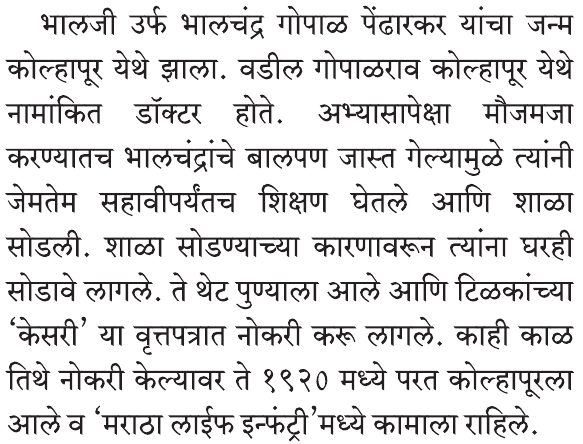 भालजी उर्फ भालचंद्र गोपाळ पेंढारकर यांचा जन्म
कोल्हापूर येथे झाला. वडील गोपाळराव कोल्हापूर येथे
नामांकित डॉक्टर होते. अभ्यासापेक्षा मौजमजा
करण्यातच भालचंद्रांचे बालपण जास्त गेल्यामुळे त्यांनी
जेमतेम सहावीपर्यंतच शिक्षण घेतले आणि शाळा
सोडली. शाळा सोडण्याच्या कारणावरून त्यांना घरही
सोडावे लागले. ते थेट पुण्याला आले आणि टिळकांच्या
‘केसरी’ या वृत्तपत्रात नोकरी करू लागले. काही काळ
तिथे नोकरी केल्यावर ते १९२० मध्ये परत कोल्हापूरला
आले व ‘मराठा लाईफ इन्फंट्री’मध्ये कामाला राहिले.